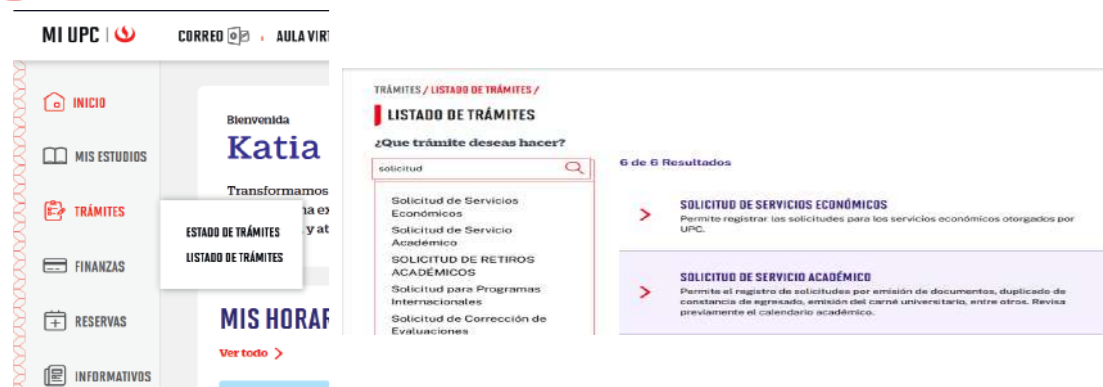 MI UPC
CORREO
AULA
INICIO
MIS ESTUDIOS
TRÁMITES
FINANZAS
RESERVAS
INFORMATIVOS
ESTADO DE TRÁMITES
LISTADO DE TRÁMITES
Bienvenida
Katia
Transformamos
y
MIS
Ver todo
TRÁMITES / LISTADO DE TRÁMITES /
LISTADO DE TRÁMITES
¿Que trámite deseas hacer?
solicitud
Solicitud de Servicios
Económicos
Solicitud de Servicio
Académico
SOLICITUD DE RETIROS
ACADÉMICOS
Solicitud para Programas
Internacionales
Solicitud de Corrección de
Evaluaciones
6 de 6 Resultados
SOLICITUD DE SERVICIOS ECONÓMICOS
Permite registrar las solicitudes para los servicios económicos otorgados por
UPC.
SOLICITUD DE SERVICIO ACADÉMICO
Permite el registro de solicitudes por emisión de documentos, duplicado de
constancia de egresado, emisión del carné universitario, entre otros. Revisa
previamente el calendario académico.